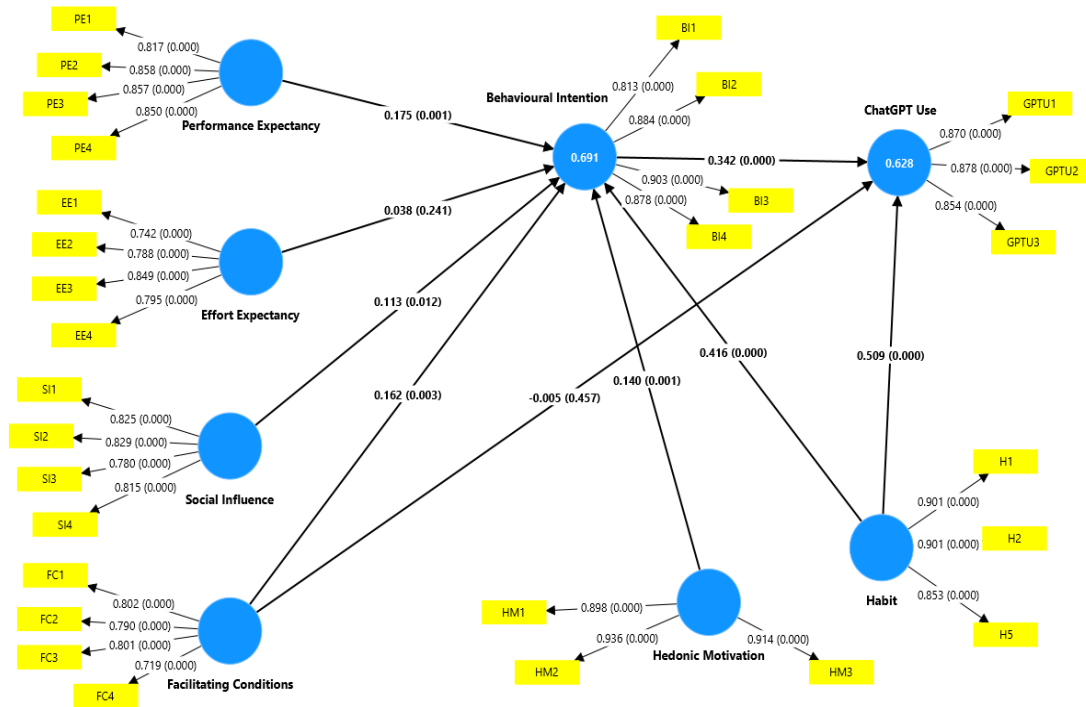 PE1
0.817 (0.000)
PE2
0.858 (0.000)
PE3
0.857 (0.000)
PE4
0.850 (0.000)
Performance Expectancy
0.175 (0.001)
EE1
0.742 (0.000)
EE2
0.788 (0.000)
EE3
0.849 (0.000)
EE4
0.795 (0.000)
Effort Expectancy
0.038 (0.241)
SI1
0.825 (0.000)
SI2
0.829 (0.000)
SI3
0.780 (0.000)
SI4
0.815 (0.000)
Social Influence
0.113 (0.012)
FC1
0.802 (0.000)
FC2
0.790 (0.000)
FC3
0.801 (0.000)
FC4
0.719 (0.000)
Facilitating Conditions
0.162 (0.003)
-0.005 (0.457)
Behavioural Intention
0.691
BI1
0.813 (0.000)
BI2
0.884 (0.000)
BI3
0.903 (0.000)
BI4
0.878 (0.000)
0.342 (0.000)
ChatGPT Use
0.628
GPTU1
0.870 (0.000)
GPTU2
0.878 (0.000)
GPTU3
0.854 (0.000)
0.140 (0.001)
0.416 (0.000)
0.509 (0.000)
HM1
0.898 (0.000)
HM2
0.936 (0.000)
HM3
0.914 (0.000)
Hedonic Motivation
H1
0.901 (0.000)
H2
0.901 (0.000)
H5
0.853 (0.000)
Habit